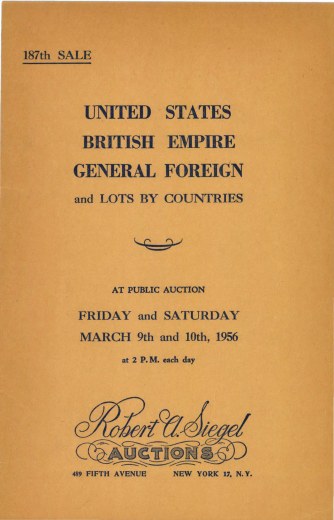 187th SALE
UNITED STATES
BRITISH EMPIRE
GENERAL FOREIGN
and LOTS BY COUNTRIES
AT PUBLIC AUCTION
FRIDAY and SATURDAY
MARCH 9th and 10th, 1956
at 2 P.M. each day
Robert A. Siegel
AUCTIONS
489 FIFTH AVENUE NEW YORK 17, N.Y.